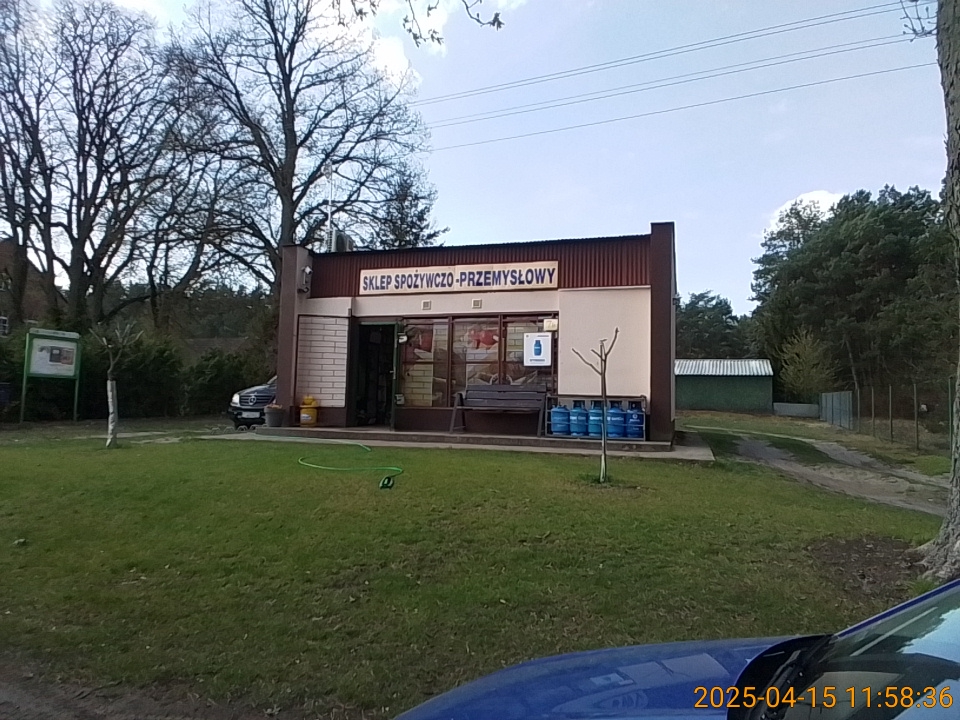 SKLEP SPOŻYWCZO-PRZEMYSŁOWY
2025-04-15 11:58:36